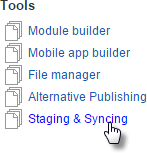 Tools
Module builder
Mobile app builder
File manager
Alternative Publishing
Staging & Syncing